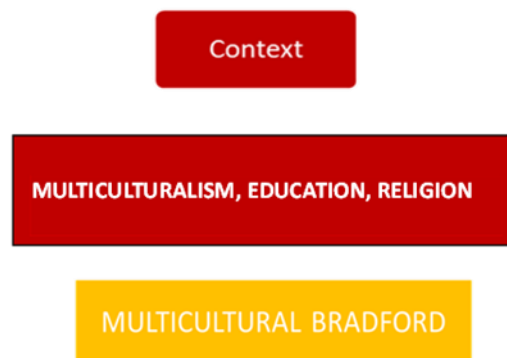 Context
MULTICULTURALISM, EDUCATION, RELIGION
MULTICULTURAL BRADFORD